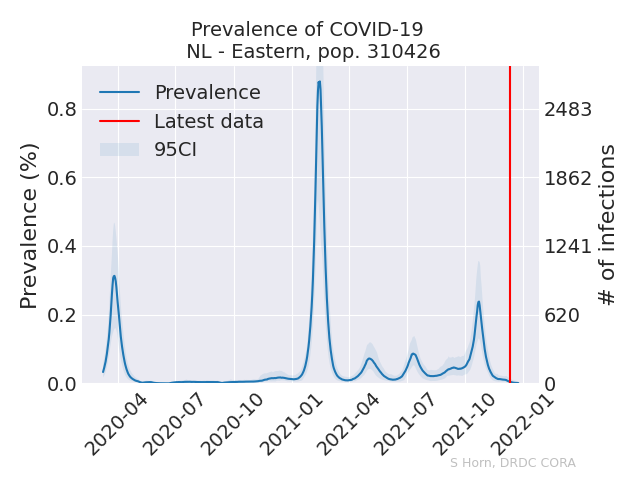 Prevalence of COVID-19
NL - Eastern, pop. 310426
Prevalence
Latest data
95CI
Prevalence (%)
0.8
0.6
0.4
0.2
0.0
2483
1862
1241
620
0
# of infections
2020-04
2020-07
2020-10
2021-01
2021-04
2021-07
2021-10
2022-01
S Horn, DRDC CORA